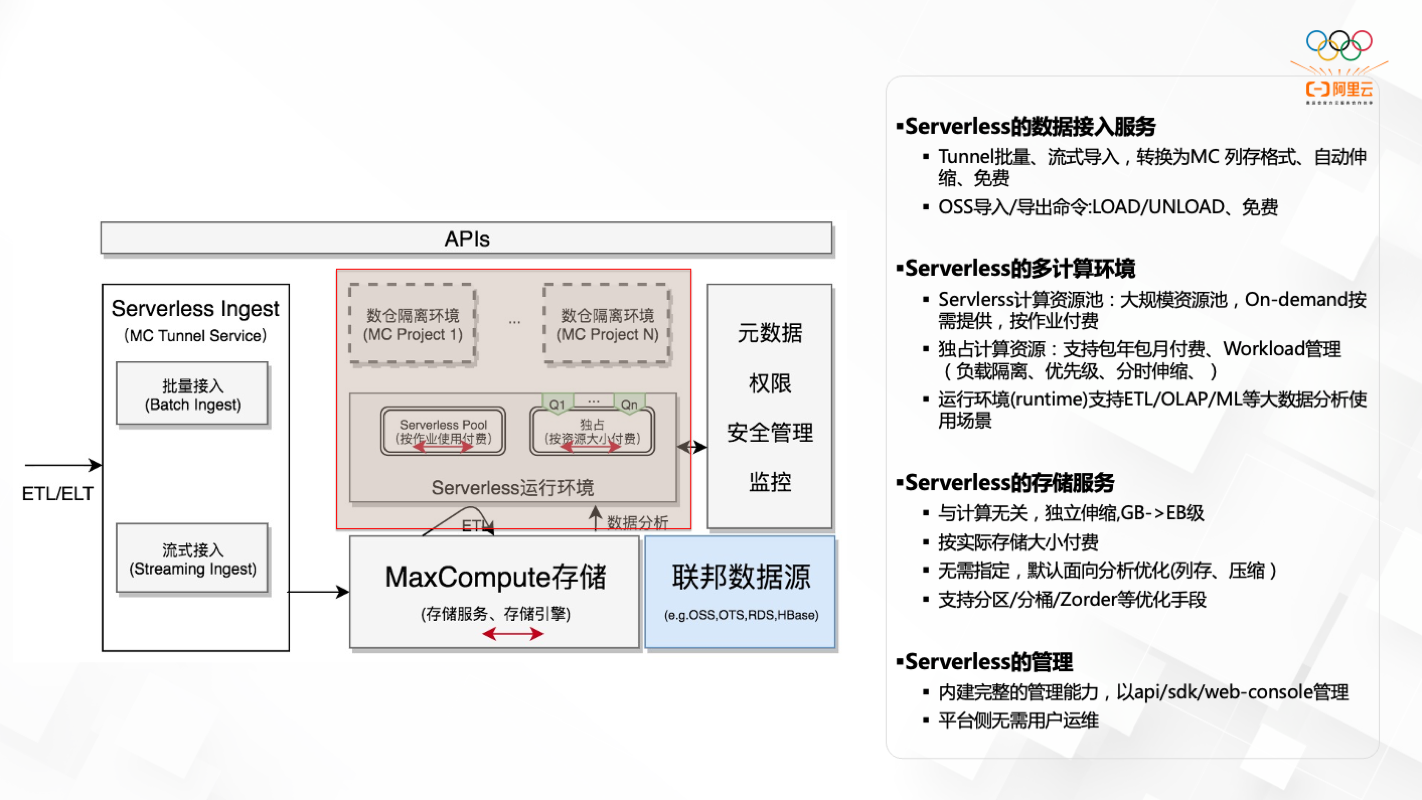 阿里云
APIs
Serverless Ingest
(MC Tunnel Service)
批量接入
(Batch Ingest)
流式接入
(Streaming Ingest)
ETL/ELT
数仓隔离环境
(MC Project 1)
...
数仓隔离环境
(MC Project N)
Q1
...
Qn
Serverless Pool
(按作业使用付费)
独占
(按资源大小付费)
Serverless运行环境
ETL
数据分析
元数据
权限
安全管理
监控
MaxCompute存储
(存储服务、存储引擎)
联邦数据源
(e.g.OSS,OTS,RDS,HBase)
▪Serverless的数据接入服务
▪ Tunnel批量、流式导入，转换为MC 列存格式、自动伸
缩、免费
▪ OSS导入/导出命令:LOAD/UNLOAD、免费
▪Serverless的多计算环境
▪ Servlerss计算资源池：大规模资源池，On-demand按
需提供，按作业付费
▪ 独占计算资源：支持包年包月付费、Workload管理
（负载隔离、优先级、分时伸缩、）
▪ 运行环境(runtime)支持ETL/OLAP/ML等大数据分析使
用场景
▪Serverless的存储服务
▪ 与计算无关，独立伸缩,GB->EB级
▪ 按实际存储大小付费
▪ 无需指定，默认面向分析优化(列存、压缩）
▪ 支持分区/分桶/Zorder等优化手段
▪Serverless的管理
▪ 内建完整的管理能力，以api/sdk/web-console管理
▪ 平台侧无需用户运维